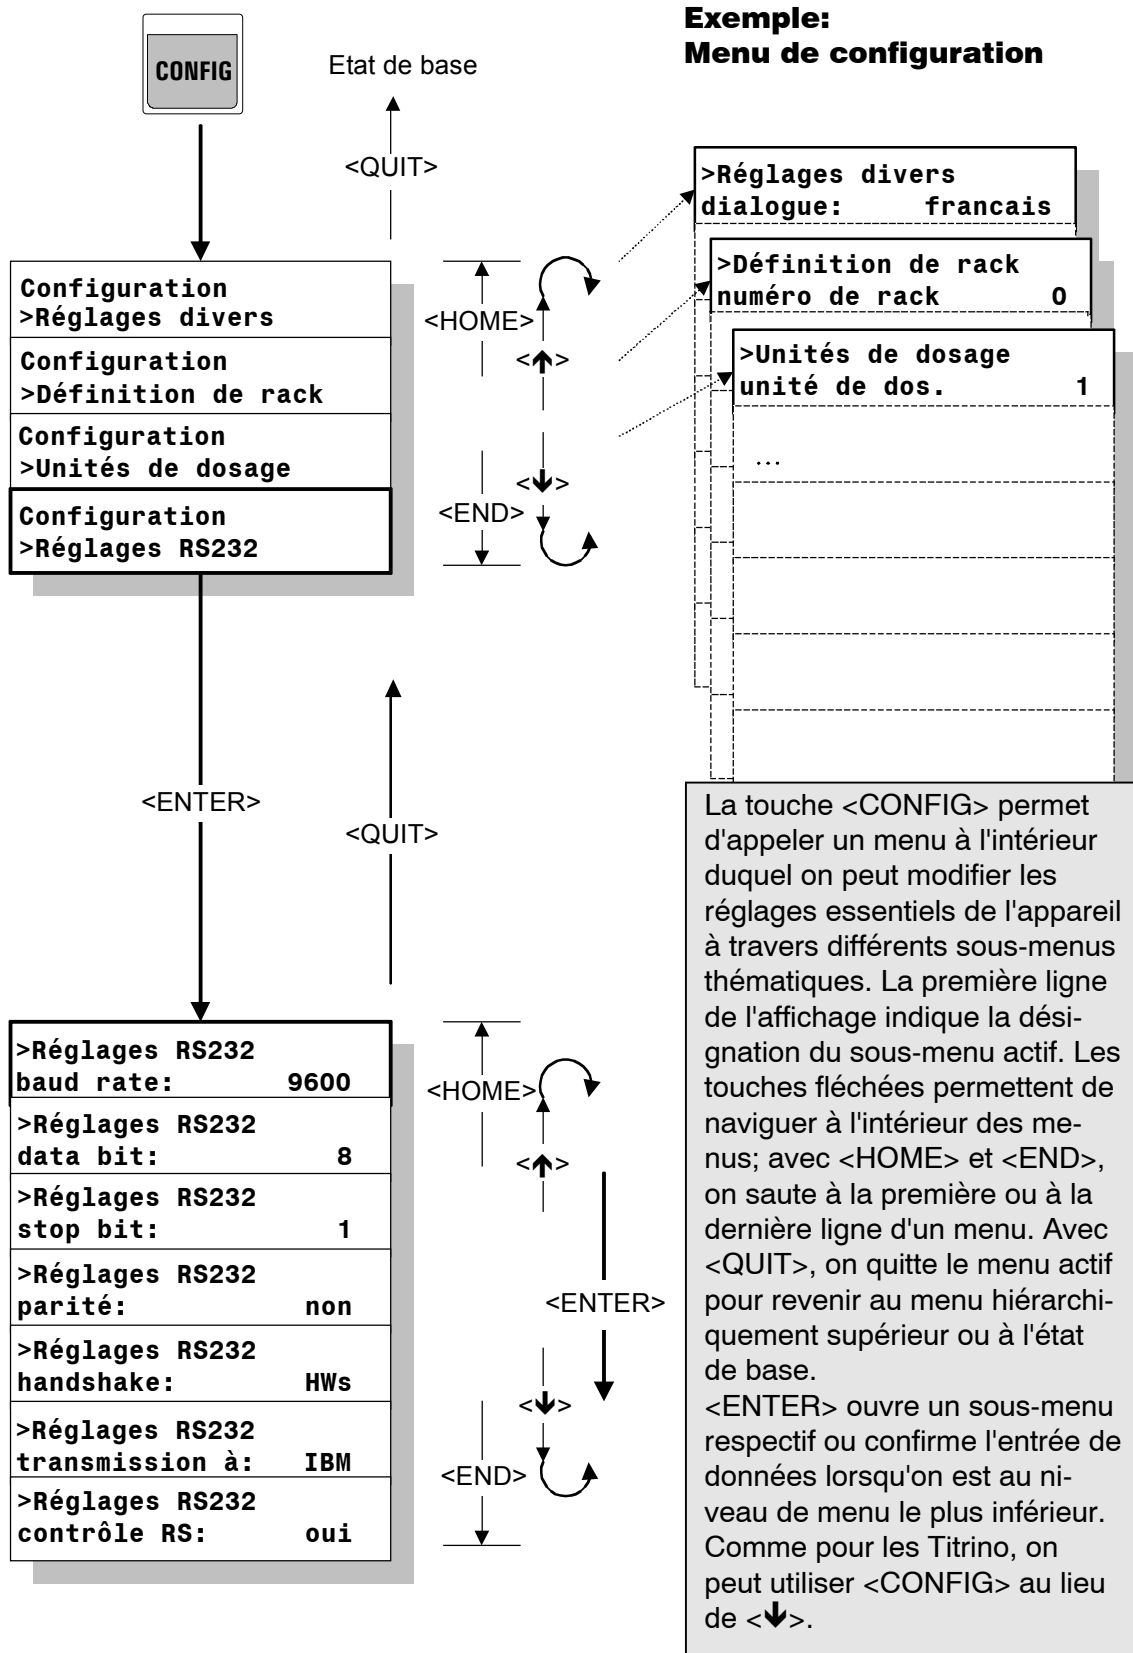 Exemple:
Menu de configuration
CONFIG
Etat de base
<QUIT>
Configuration
>Réglages divers
Configuration
>Définition de rack
Configuration
>Unités de dosage
Configuration
>Réglages RS232
<HOME>
<↑>
<↓>
<END>
>Réglages divers
dialogue: francais
>Définition de rack
numéro de rack 0
>Unités de dosage
unité de dos. 1
...
<ENTER>
<QUIT>
>Réglages RS232
baud rate: 9600
>Réglages RS232
data bit: 8
>Réglages RS232
stop bit: 1
>Réglages RS232
parité: non
>Réglages RS232
handshake: HWs
>Réglages RS232
transmission à: IBM
>Réglages RS232
contrôle RS: oui
<HOME>
<↑>
<ENTER>
<↓>
<END>
La touche <CONFIG> permet
d'appeler un menu à l'intérieur
duquel on peut modifier les
réglages essentiels de l'appareil
à travers différents sous-menus
thématiques. La première ligne
de l'affichage indique la dési-
gnation du sous-menu actif. Les
touches fléchées permettent de
naviguer à l'intérieur des me-
nus; avec <HOME> et <END>,
on saute à la première ou à la
dernière ligne d'un menu. Avec
<QUIT>, on quitte le menu actif
pour revenir au menu hiérarchi-
quement supérieur ou à l'état
de base.
<ENTER> ouvre un sous-menu
respectif ou confirme l'entrée de
données lorsqu'on est au ni-
veau de menu le plus inférieur.
Comme pour les Titrino, on
peut utiliser <CONFIG> au lieu
de <↓>.